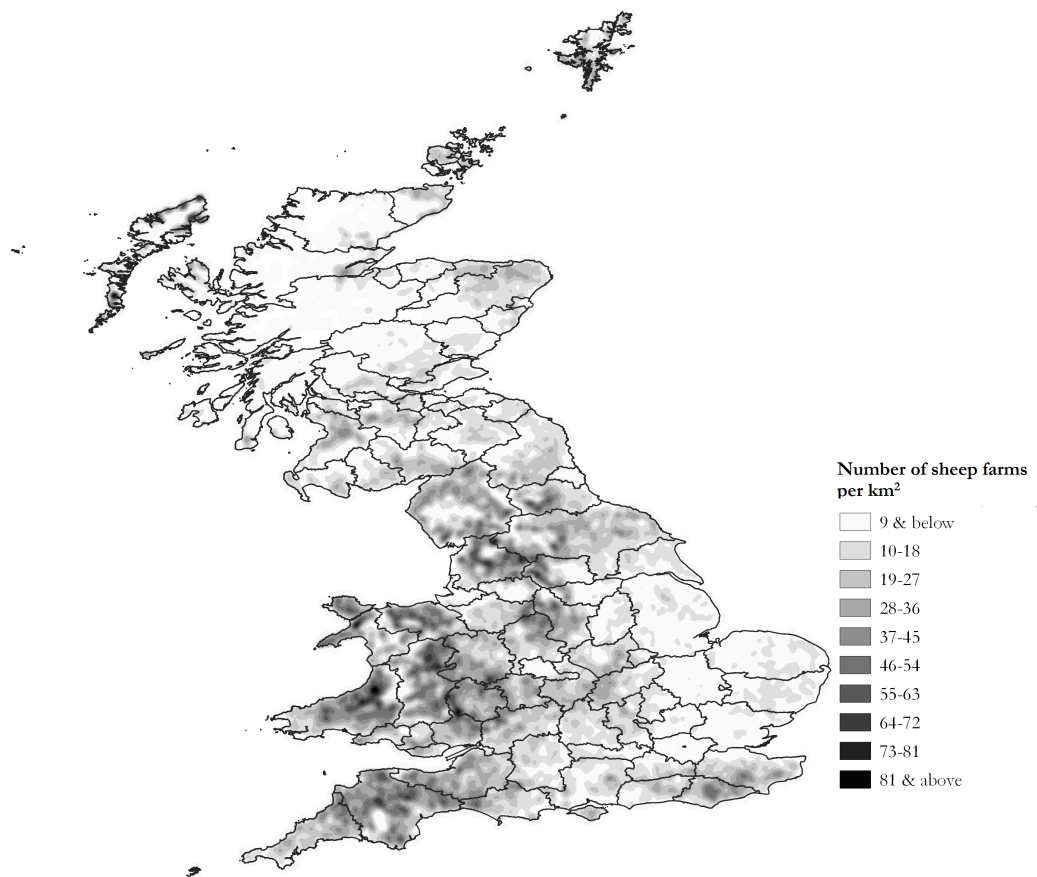 Number of sheep farms
per km²
9 & below
10-18
19-27
28-36
37-45
46-54
55-63
64-72
73-81
81 & above